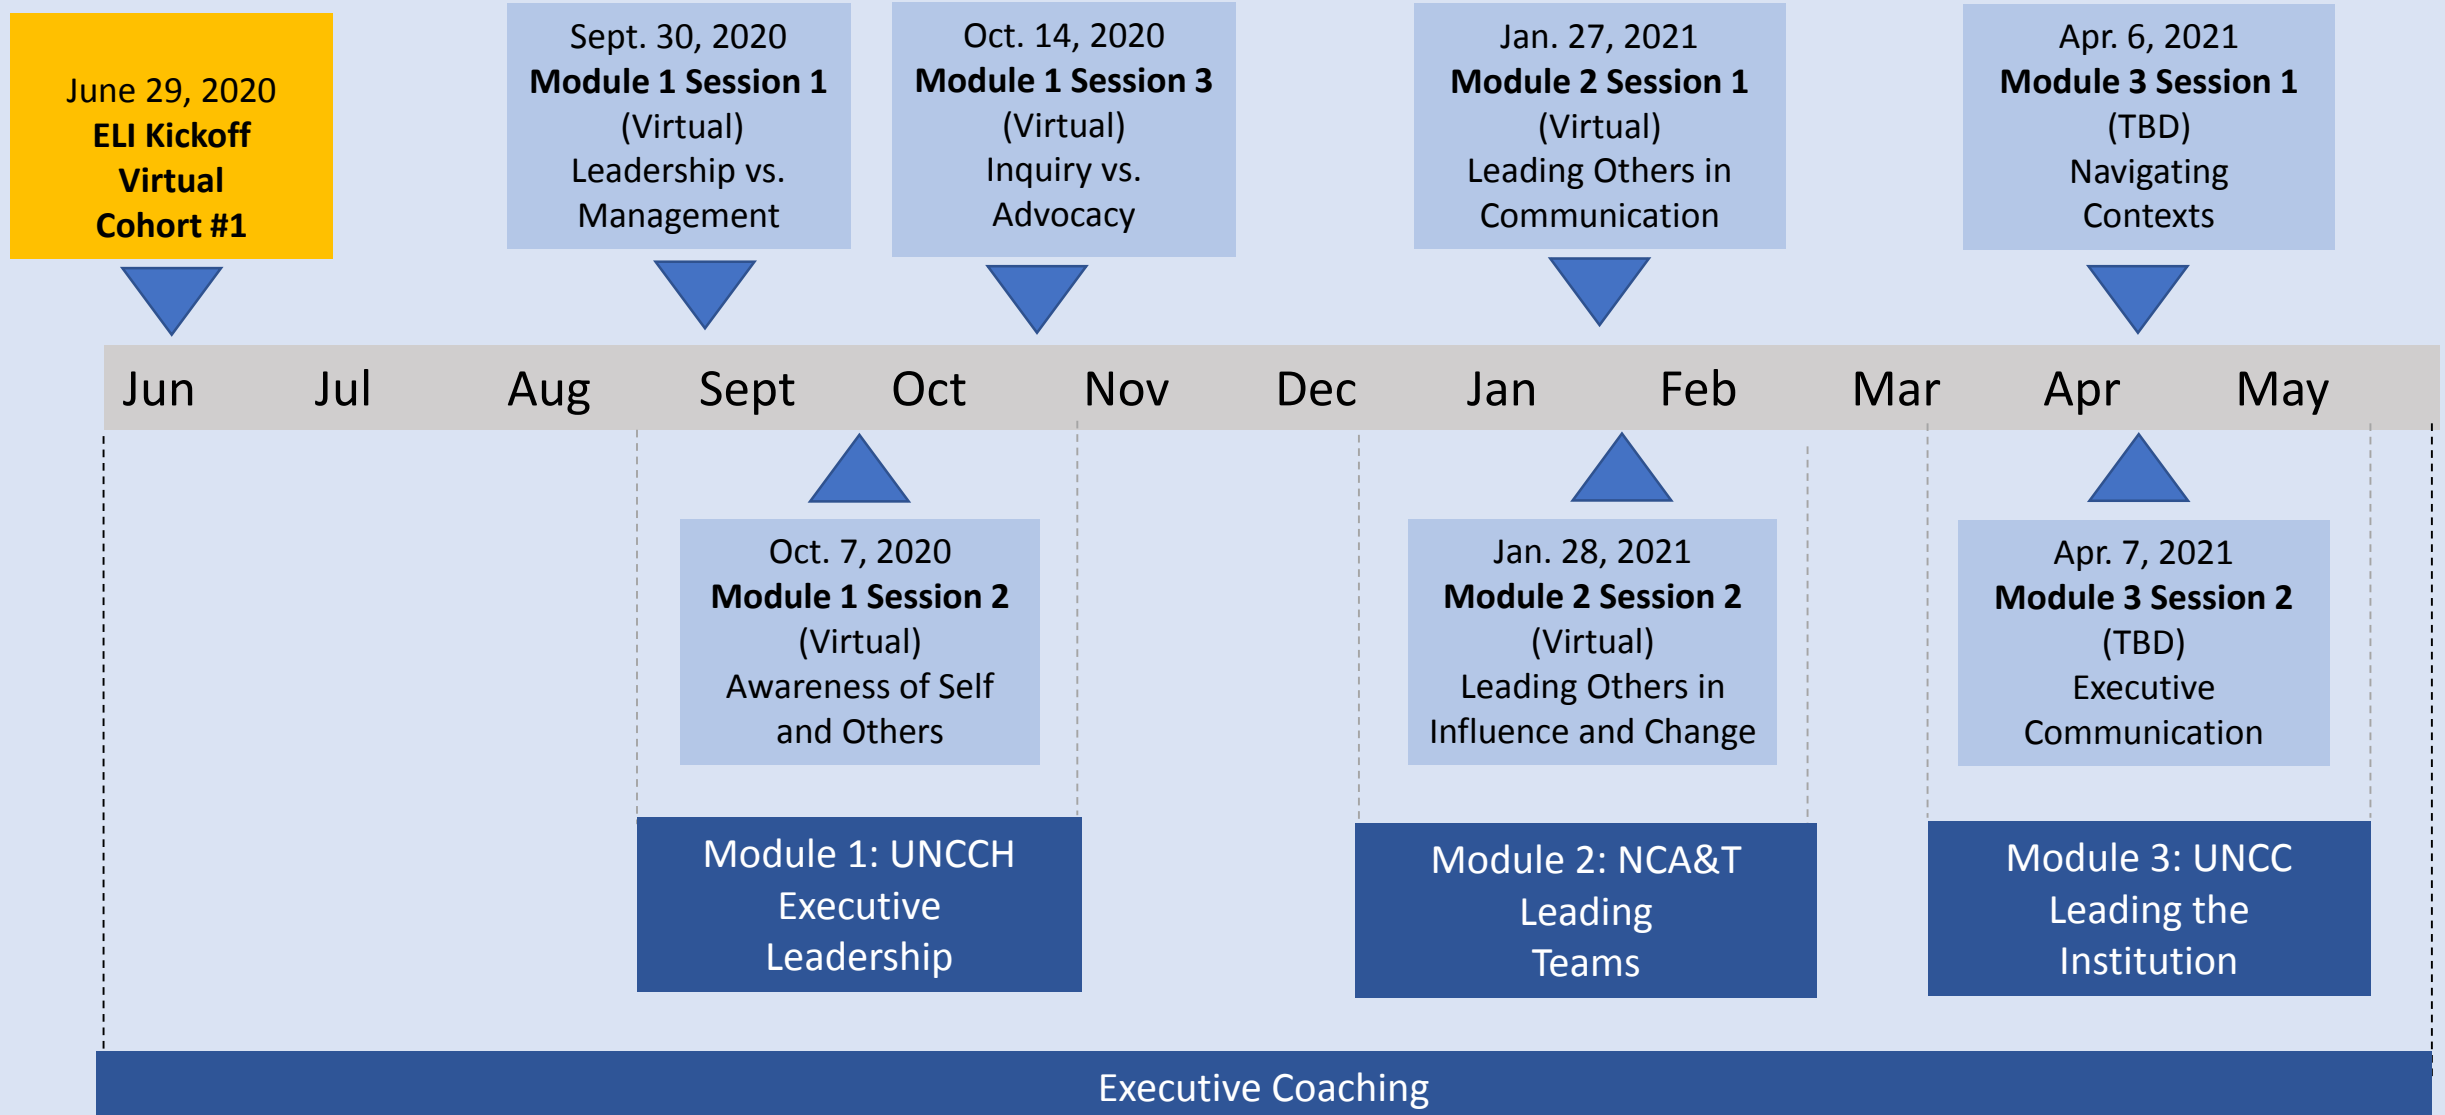 June 29, 2020
ELI Kickoff
Virtual
Cohort #1
Sept. 30, 2020
Module 1 Session 1
(Virtual)
Leadership vs.
Management
Oct. 14, 2020
Module 1 Session 3
(Virtual)
Inquiry vs.
Advocacy
Jan. 27, 2021
Module 2 Session 1
(Virtual)
Leading Others in
Communication
Apr. 6, 2021
Module 3 Session 1
(TBD)
Navigating
Contexts
Jun Jul Aug Sept Oct Nov Dec Jan Feb Mar Apr May
Oct. 7, 2020
Module 1 Session 2
(Virtual)
Awareness of Self
and Others
Jan. 28, 2021
Module 2 Session 2
(Virtual)
Leading Others in
Influence and Change
Apr. 7, 2021
Module 3 Session 2
(TBD)
Executive
Communication
Module 1: UNCCH
Executive
Leadership
Module 2: NCA&T
Leading
Teams
Module 3: UNCC
Leading the
Institution
Executive Coaching